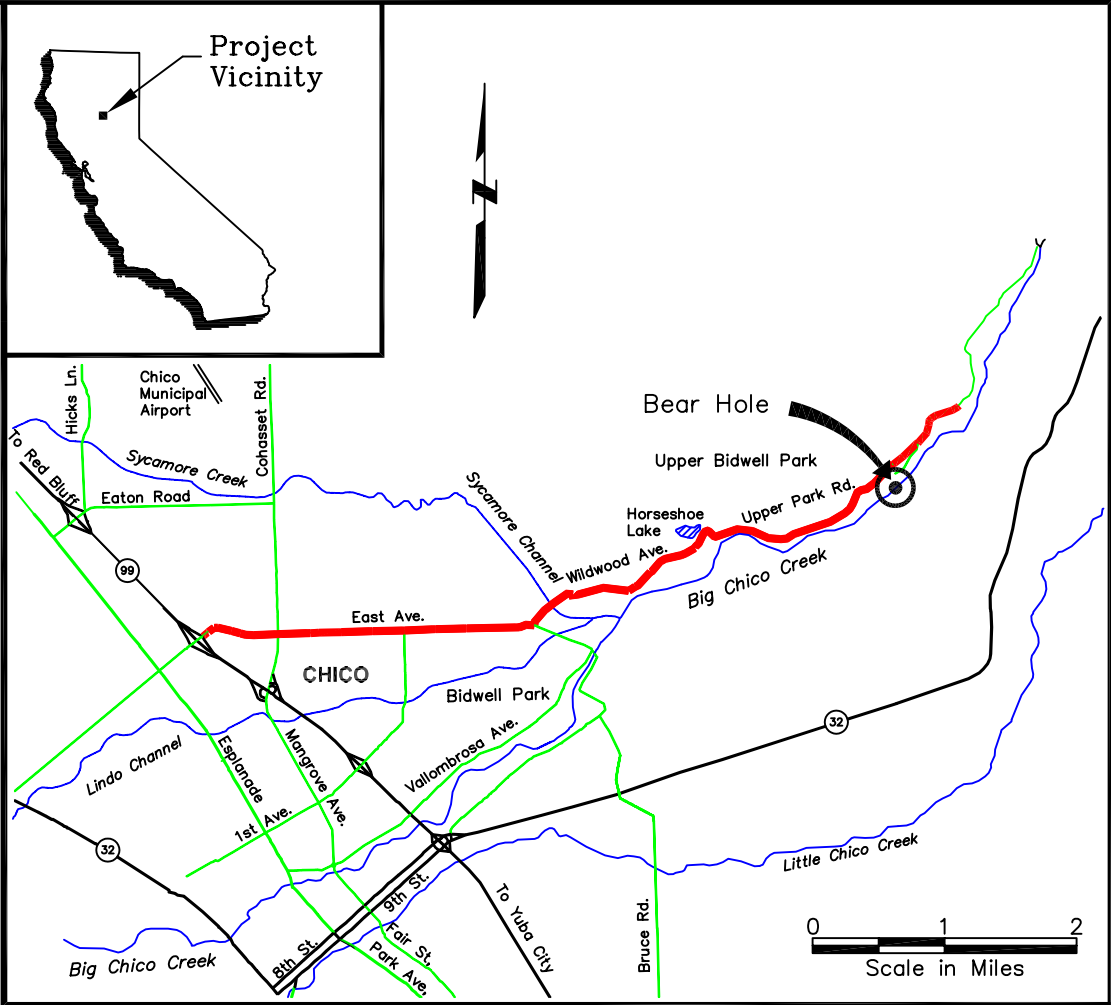 Project
Vicinity
N
Hicks Ln.
Chico
Municipal
Airport
Cohasset Rd.
Bear Hole
To Red Bluff
Sycamore Creek
Eaton Road
Sycamore Channel
Upper Bidwell Park
Upper Park Rd.
Horseshoe
Lake
99
Wildwood Ave.
Big Chico Creek
East Ave.
CHICO
Bidwell Park
32
Lindo Channel
Esplanade
Mangrove Ave.
Vallombrosa Ave.
1st Ave.
32
Little Chico Creek
9th St.
To Yuba City
Bruce Rd.
Fair St,
8th St.
Park Ave,
Big Chico Creek
0 1 2
Scale in Miles